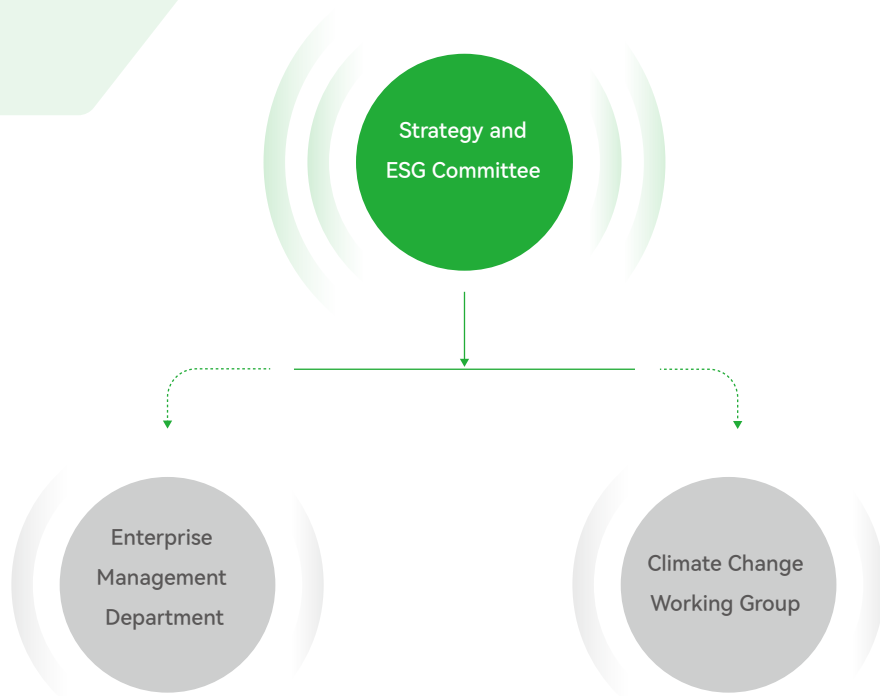 Strategy and
ESG Committee
Enterprise
Management
Department
Climate Change
Working Group